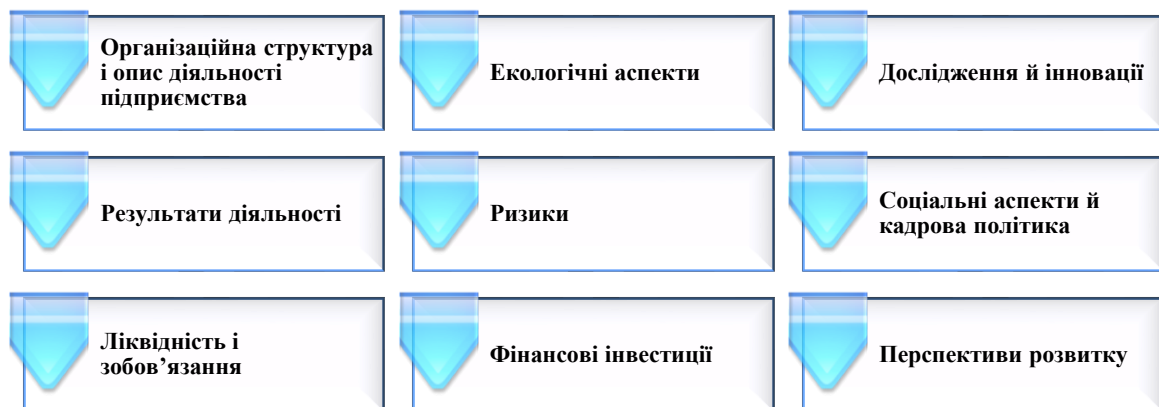 Організаційна структура
і опис діяльності
підприємства
Екологічні аспекти
Дослідження й інновації
Результати діяльності
Ризики
Соціальні аспекти й
кадрова політика
Ліквідність і
зобов’язання
Фінансові інвестиції
Перспективи розвитку